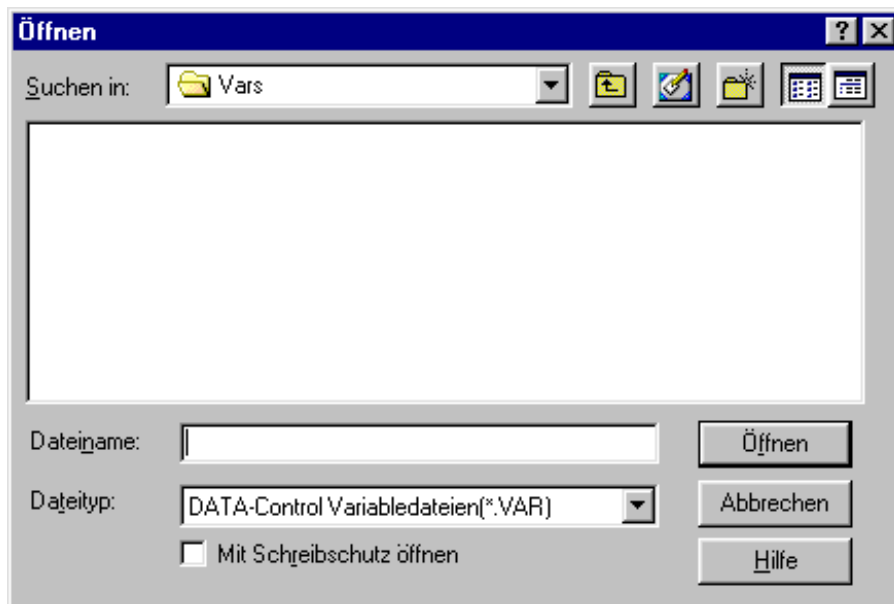 Öffnen
Suchen in: Vars
Dateiname: Öffnen
Dateityp: DATA-Control Variabledateien(*.VAR) Abbrechen
Mit Schreibschutz öffnen Hilfe